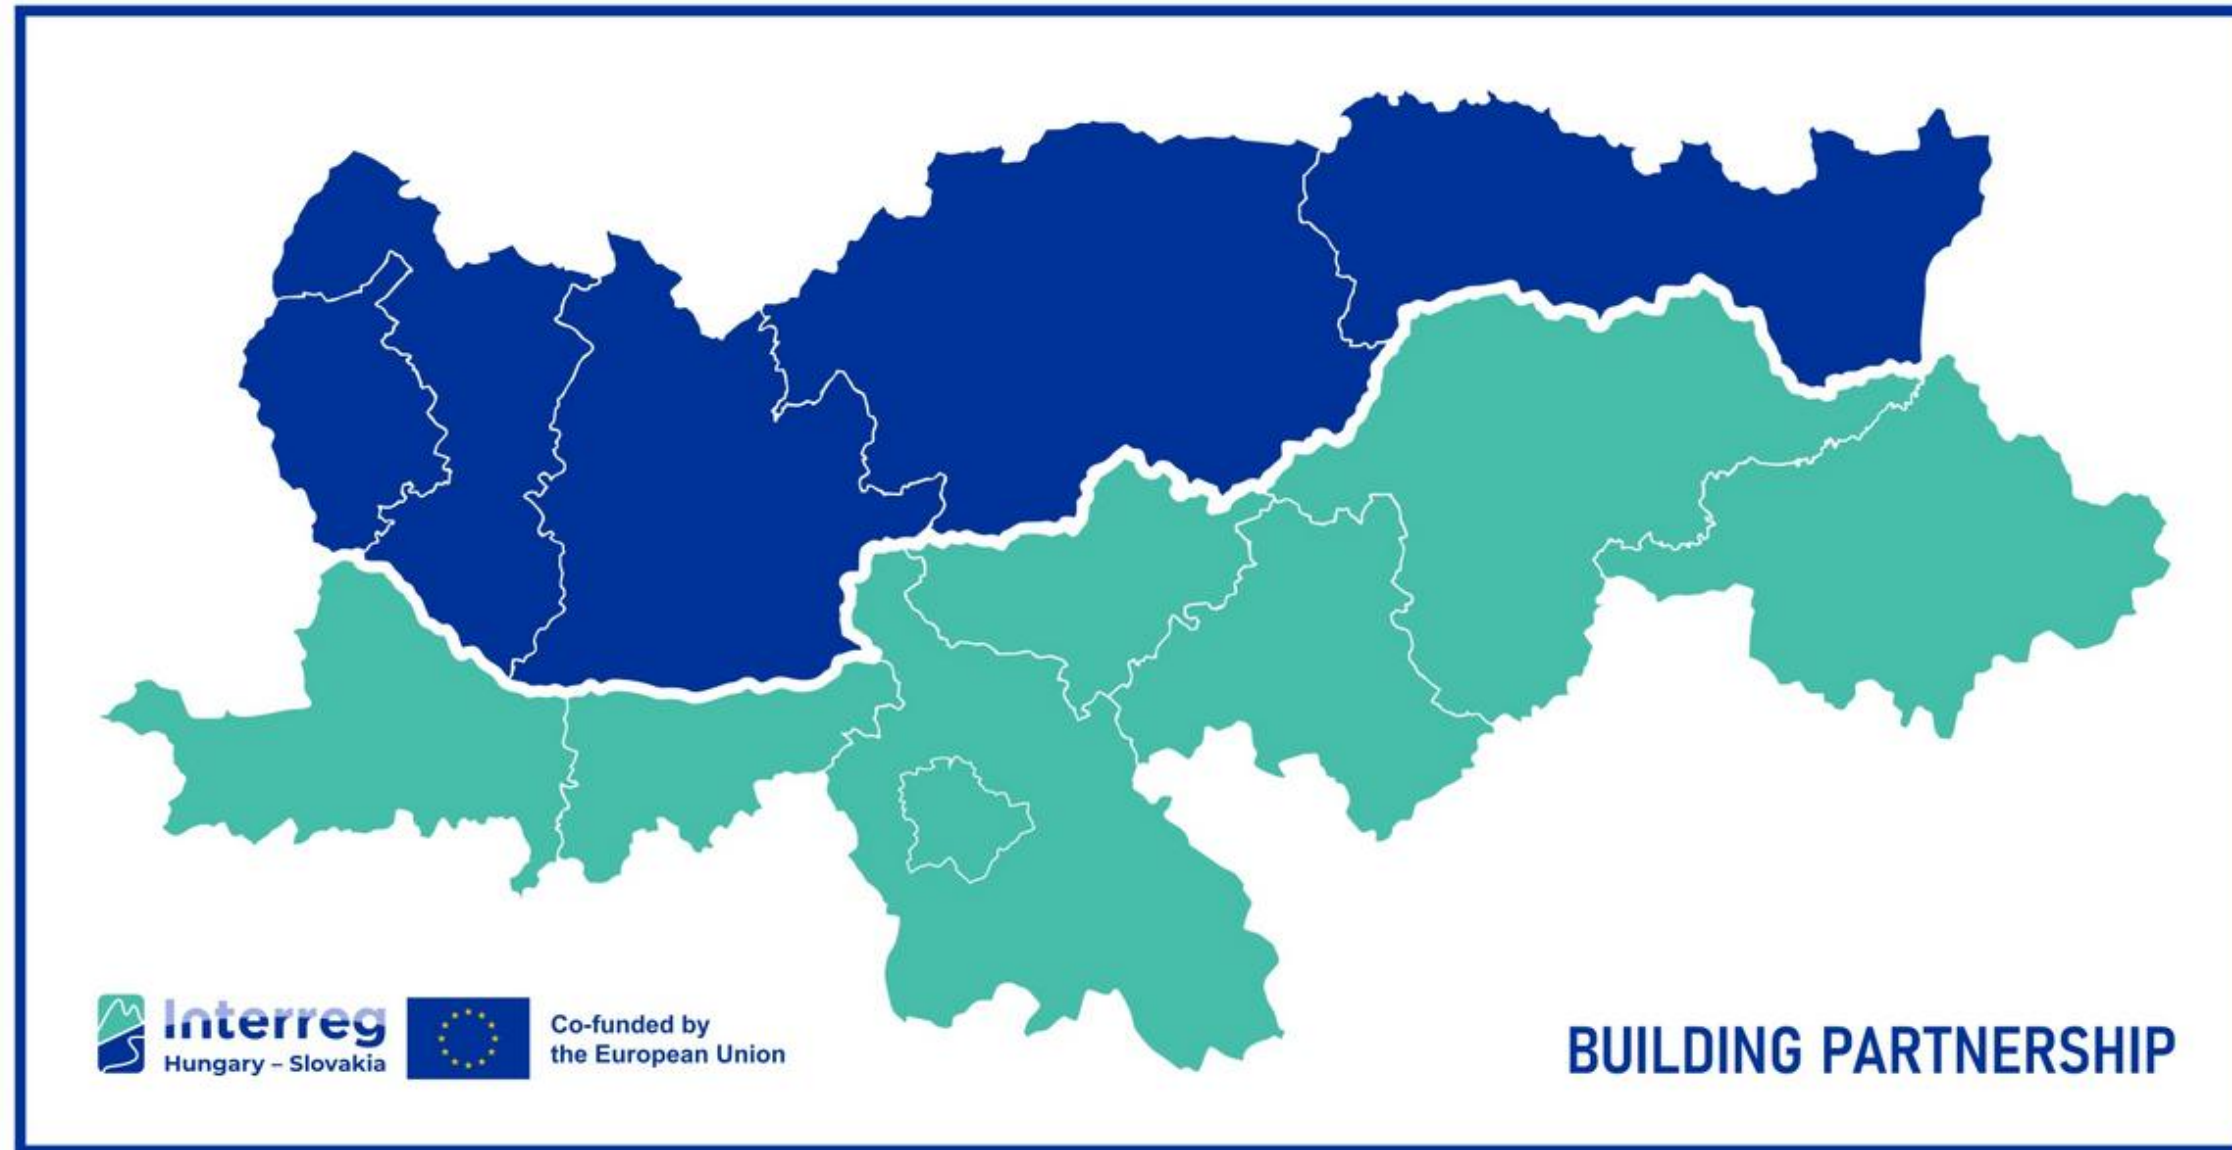 Interreg
Hungary – Slovakia
Co-funded by
the European Union
BUILDING PARTNERSHIP